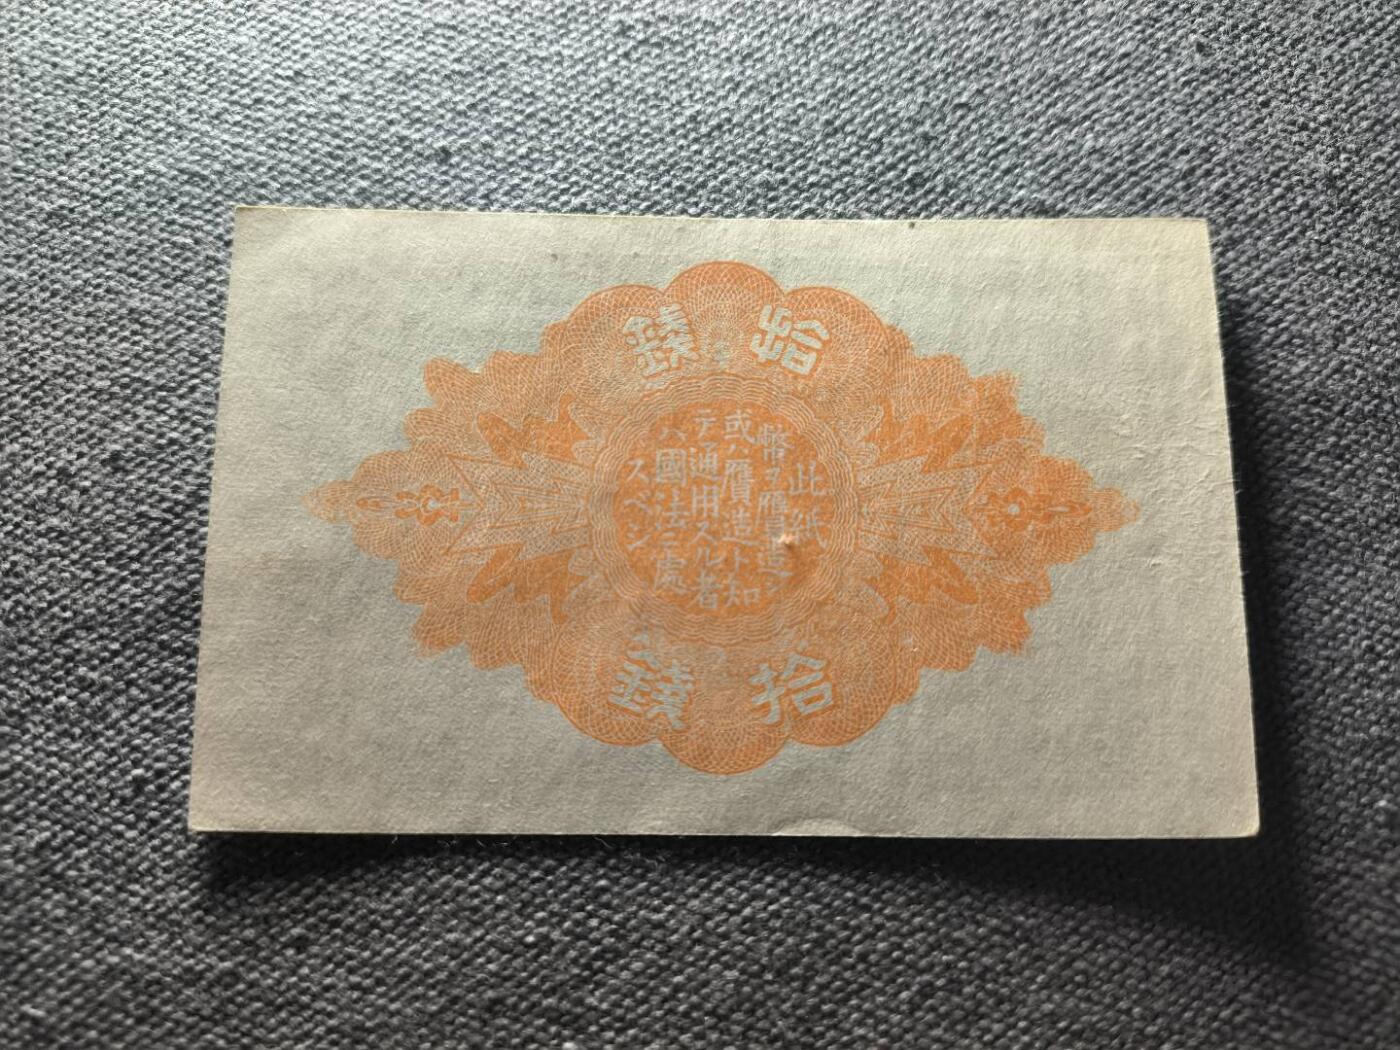 拾錢
此紙
幣ヲ贋造シ
或ハ贋造ト知
テ通用スル者
ハ國法ニ處
スベシ
拾錢